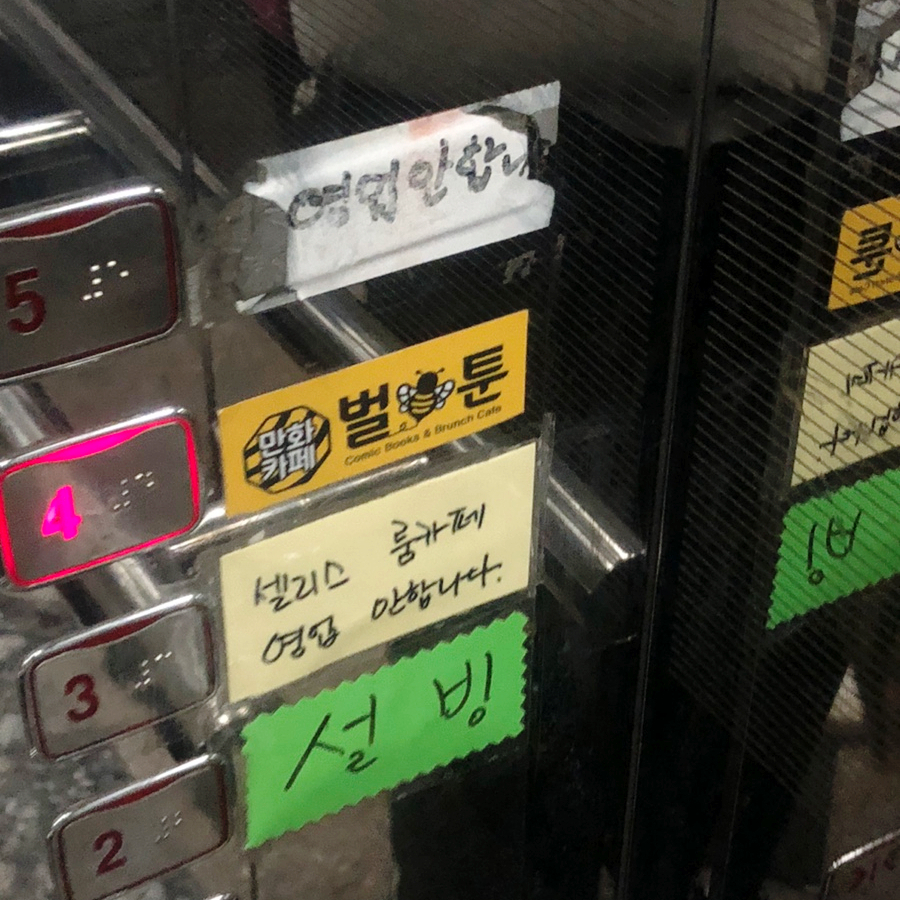 영업안합니
5
만화
카페
벌툰
Comic Books & Brunch Cafe
4
셀리스 룸카페
영업 안합니다.
3
설빙
2